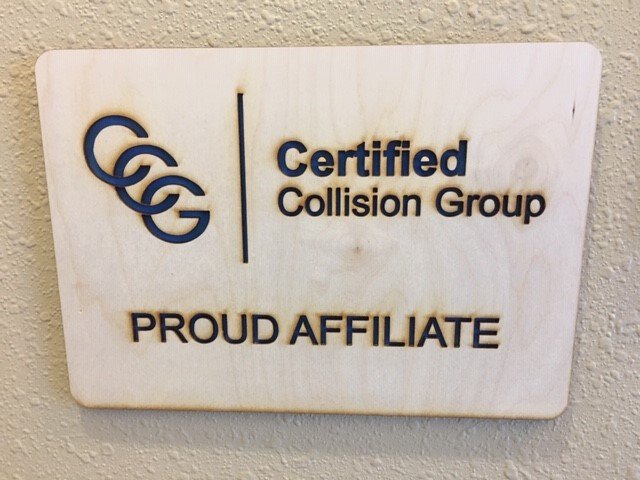 CCG
Certified
Collision Group
PROUD AFFILIATE